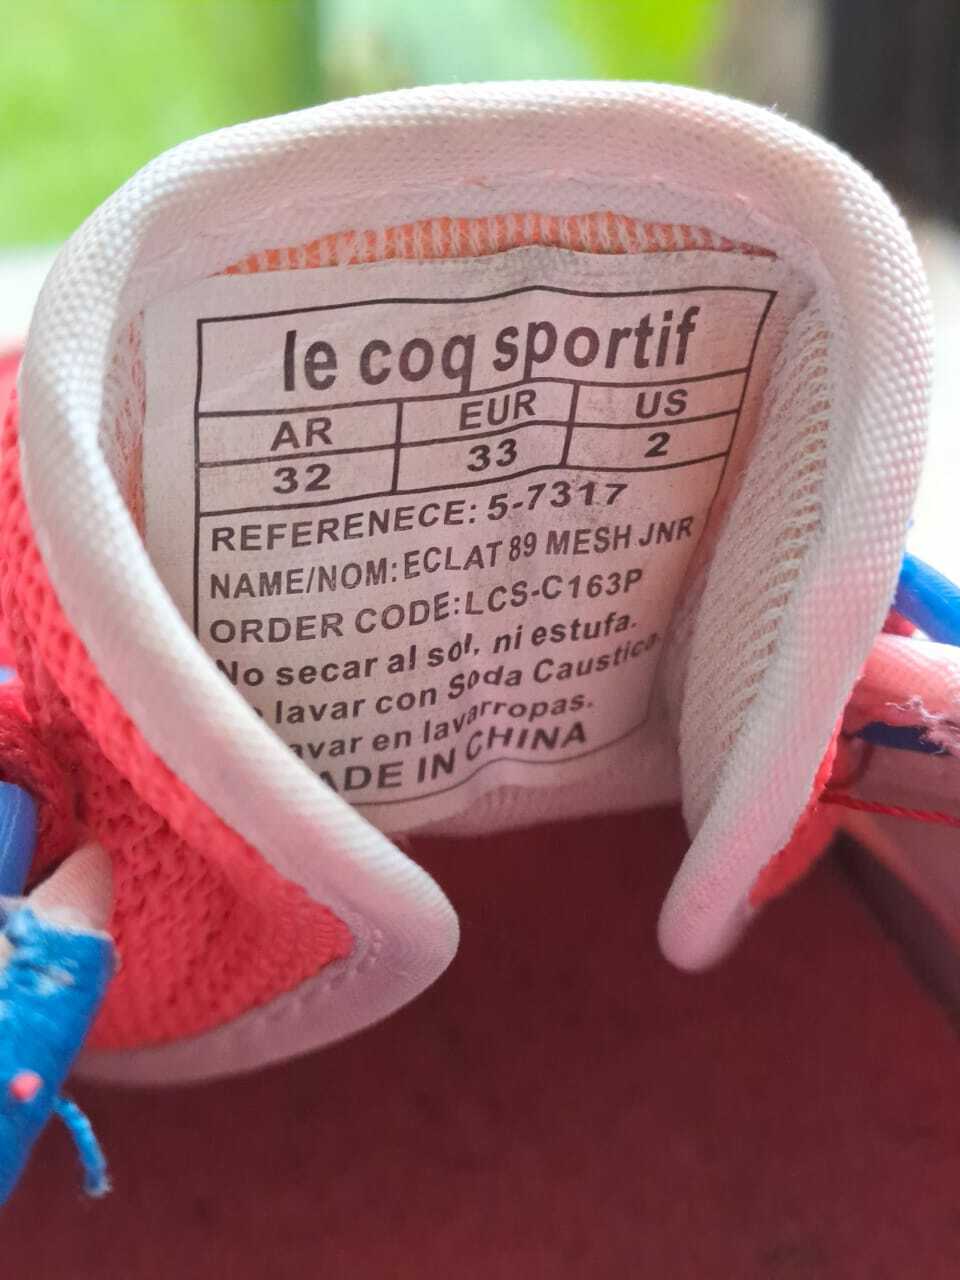 le coq sportif
AR EUR US
32 33 2
REFERENECE: 5-7317
NAME/NOM: ECLAT 89 MESH JNR
ORDER CODE: LCS-C163P
No secar al sol, ni estufa.
lavar con Soda Caustica
en lavarropas.
IN CHINA